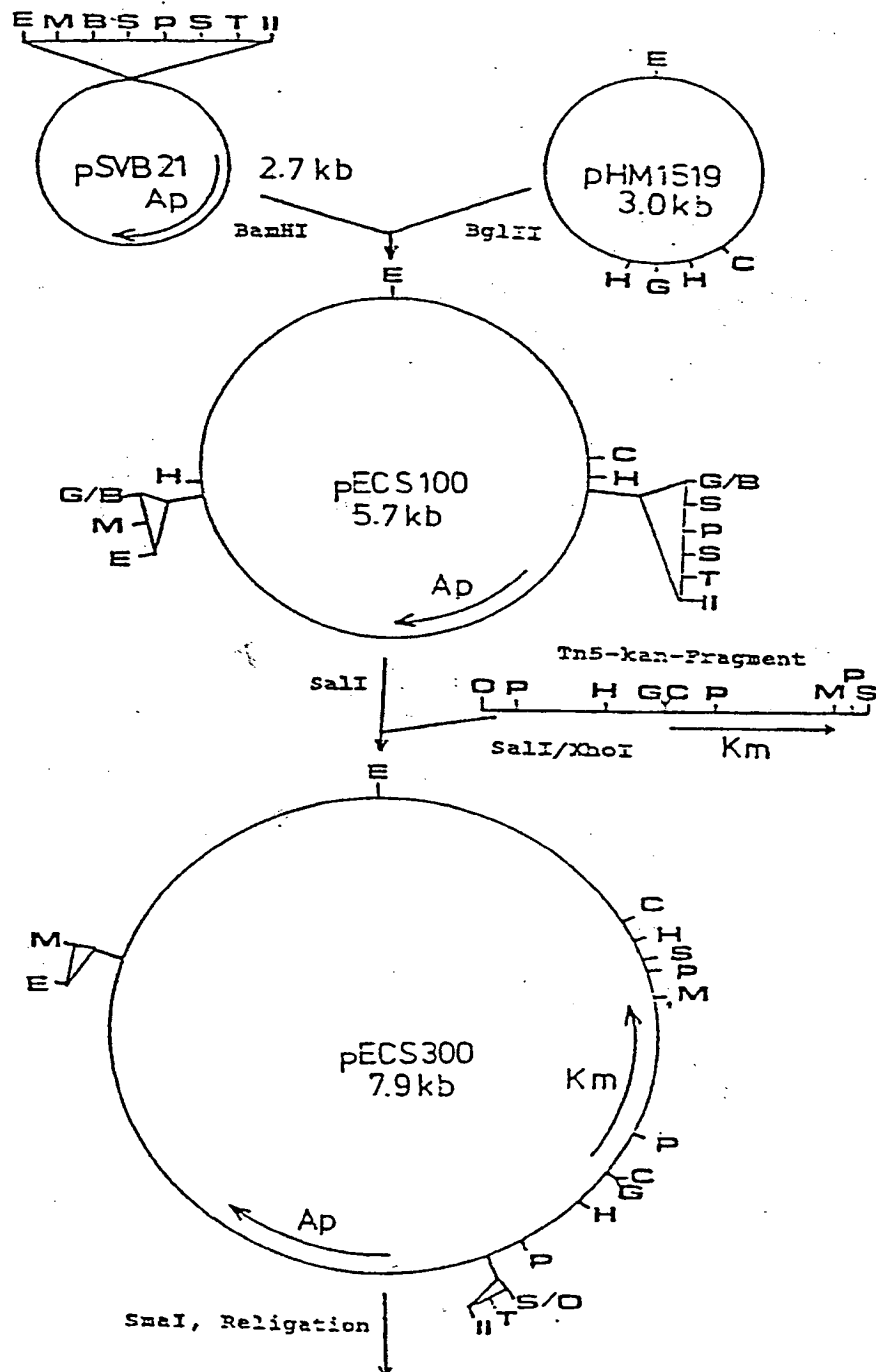 E M B S P S T II
E
pSVB21
Ap
2.7 kb
pHM1519
3.0 kb
BamHI
BglII
H G H C
E
H
G/B
M
E
pECS100
5.7 kb
C
H
G/B
S
P
S
T
II
Ap
SalI
Tn5-kan-Fragment
O P H G C P M P S
SalI/XhoI
Km
E
M
E
C
H
S
P
M
pECS300
7.9 kb
Km
P
C
G
H
Ap
P
S/O
T
II
SmaI, Religation